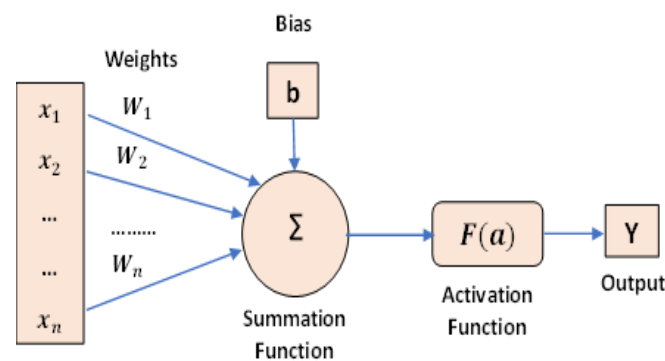 Bias
Weights
b
x₁
W₁
x₂
W₂
...
.........
...
Wₙ
xₙ
Σ
F(a)
Y
Output
Summation
Function
Activation
Function